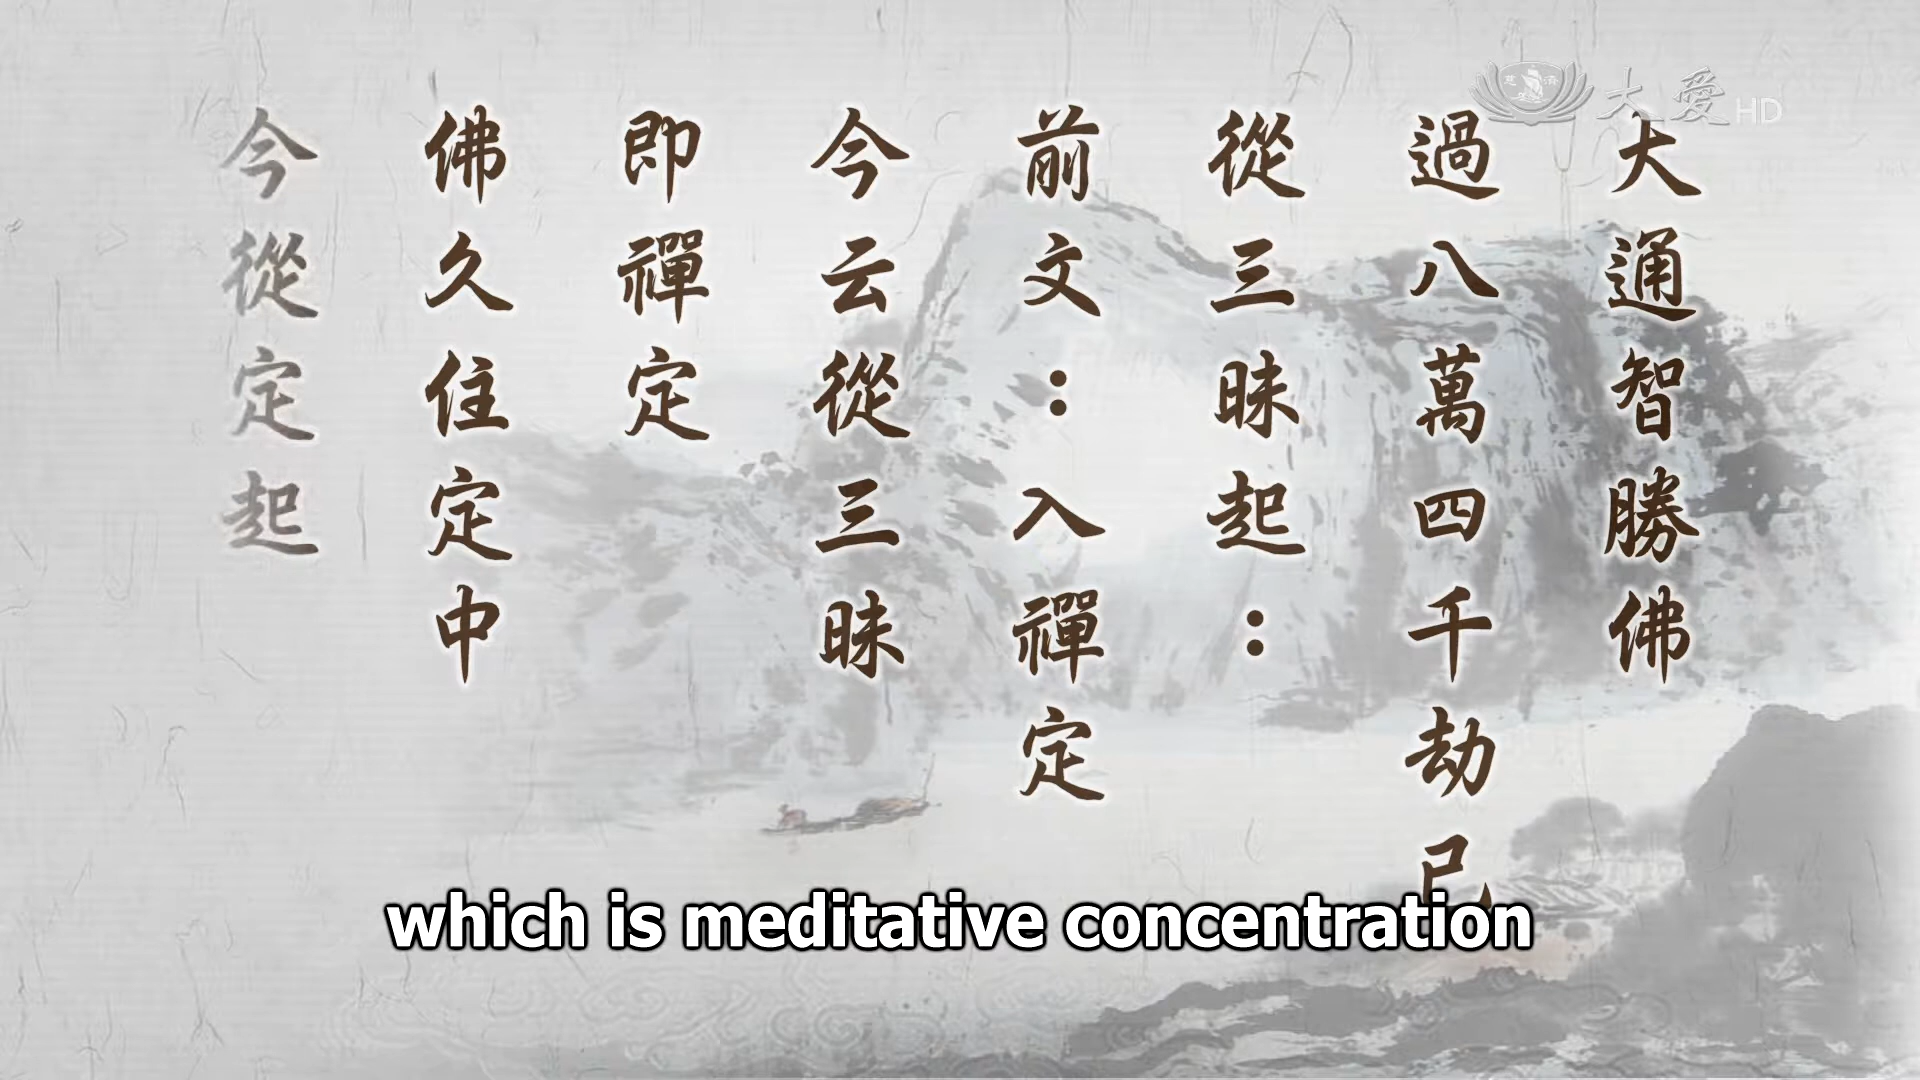 大愛HD
大通智勝佛
過八萬四千劫已
從三昧起：
前文：入禪定
今云從三昧
即禪定
佛久住定中
今從定起
which is meditative concentration